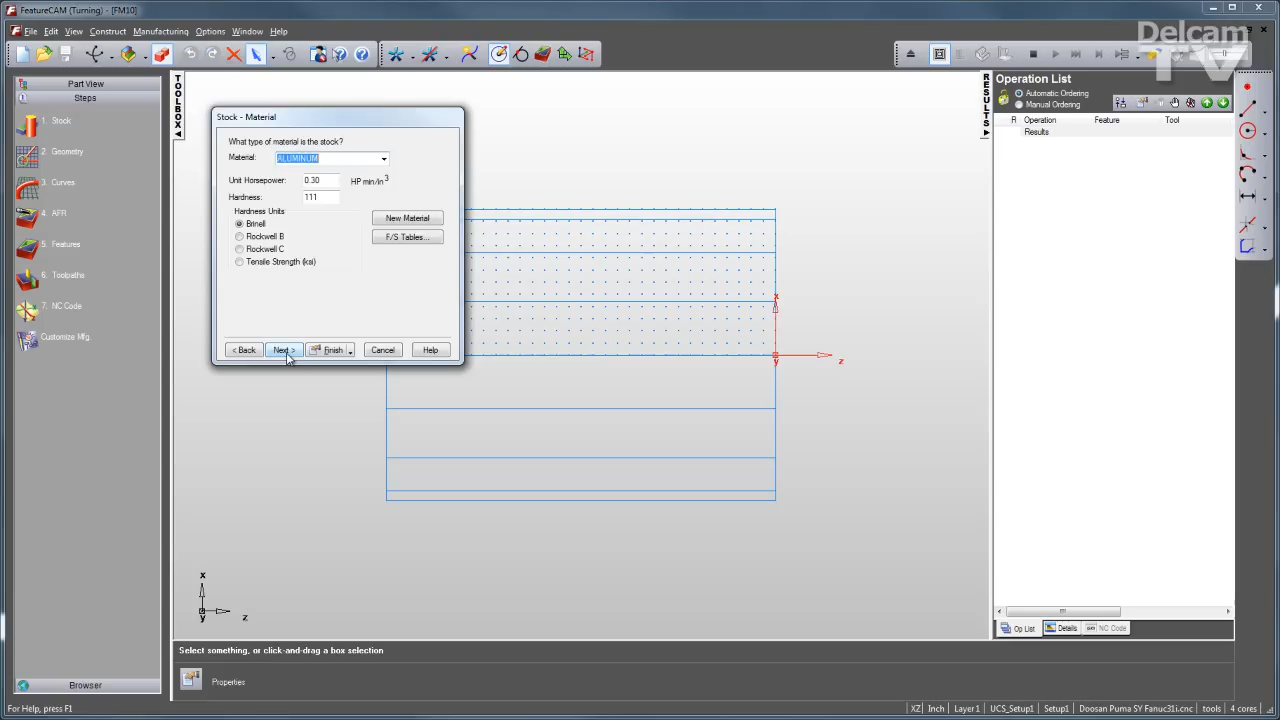 FeatureCAM (Turning) - [FM10]
File Edit View Construct Manufacturing Options Window Help
Delcam
TV
Part View
Steps
1. Stock
2. Geometry
3. Curves
4. AFR
5. Features
6. Toolpaths
7. NC Code
Customize Mfg.
Browser
TOOLBOX
Stock - Material
What type of material is the stock?
Material: ALUMINUM
Unit Horsepower: 0.30 HP min/in3
Hardness: 111
Hardness Units
Brinell
Rockwell B
Rockwell C
Tensile Strength (ksi)
New Material
F/S Tables...
< Back Next > Finish Cancel Help
x
z
y
x
z
y
RESULTS
Operation List
Automatic Ordering
Manual Ordering
R Operation Feature Tool
Results
Op List Details NC Code
Select something, or click-and-drag a box selection
Properties
For Help, press F1
XZ Inch Layer1 UCS_Setup1 Setup1 Doosan Puma SY Fanuc31i.cnc tools 4 cores